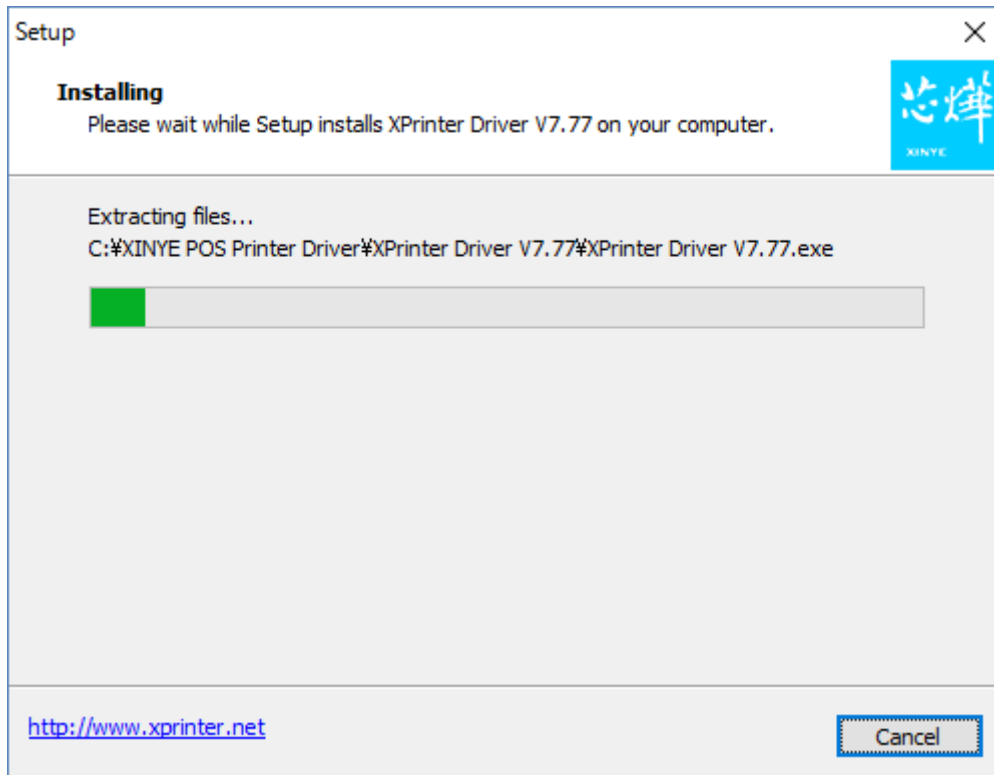 Setup
Installing
Please wait while Setup installs XPrinter Driver V7.77 on your computer.
芯烨
XINYE
Extracting files...
C:¥XINYE POS Printer Driver¥XPrinter Driver V7.77¥XPrinter Driver V7.77.exe
http://www.xprinter.net
Cancel